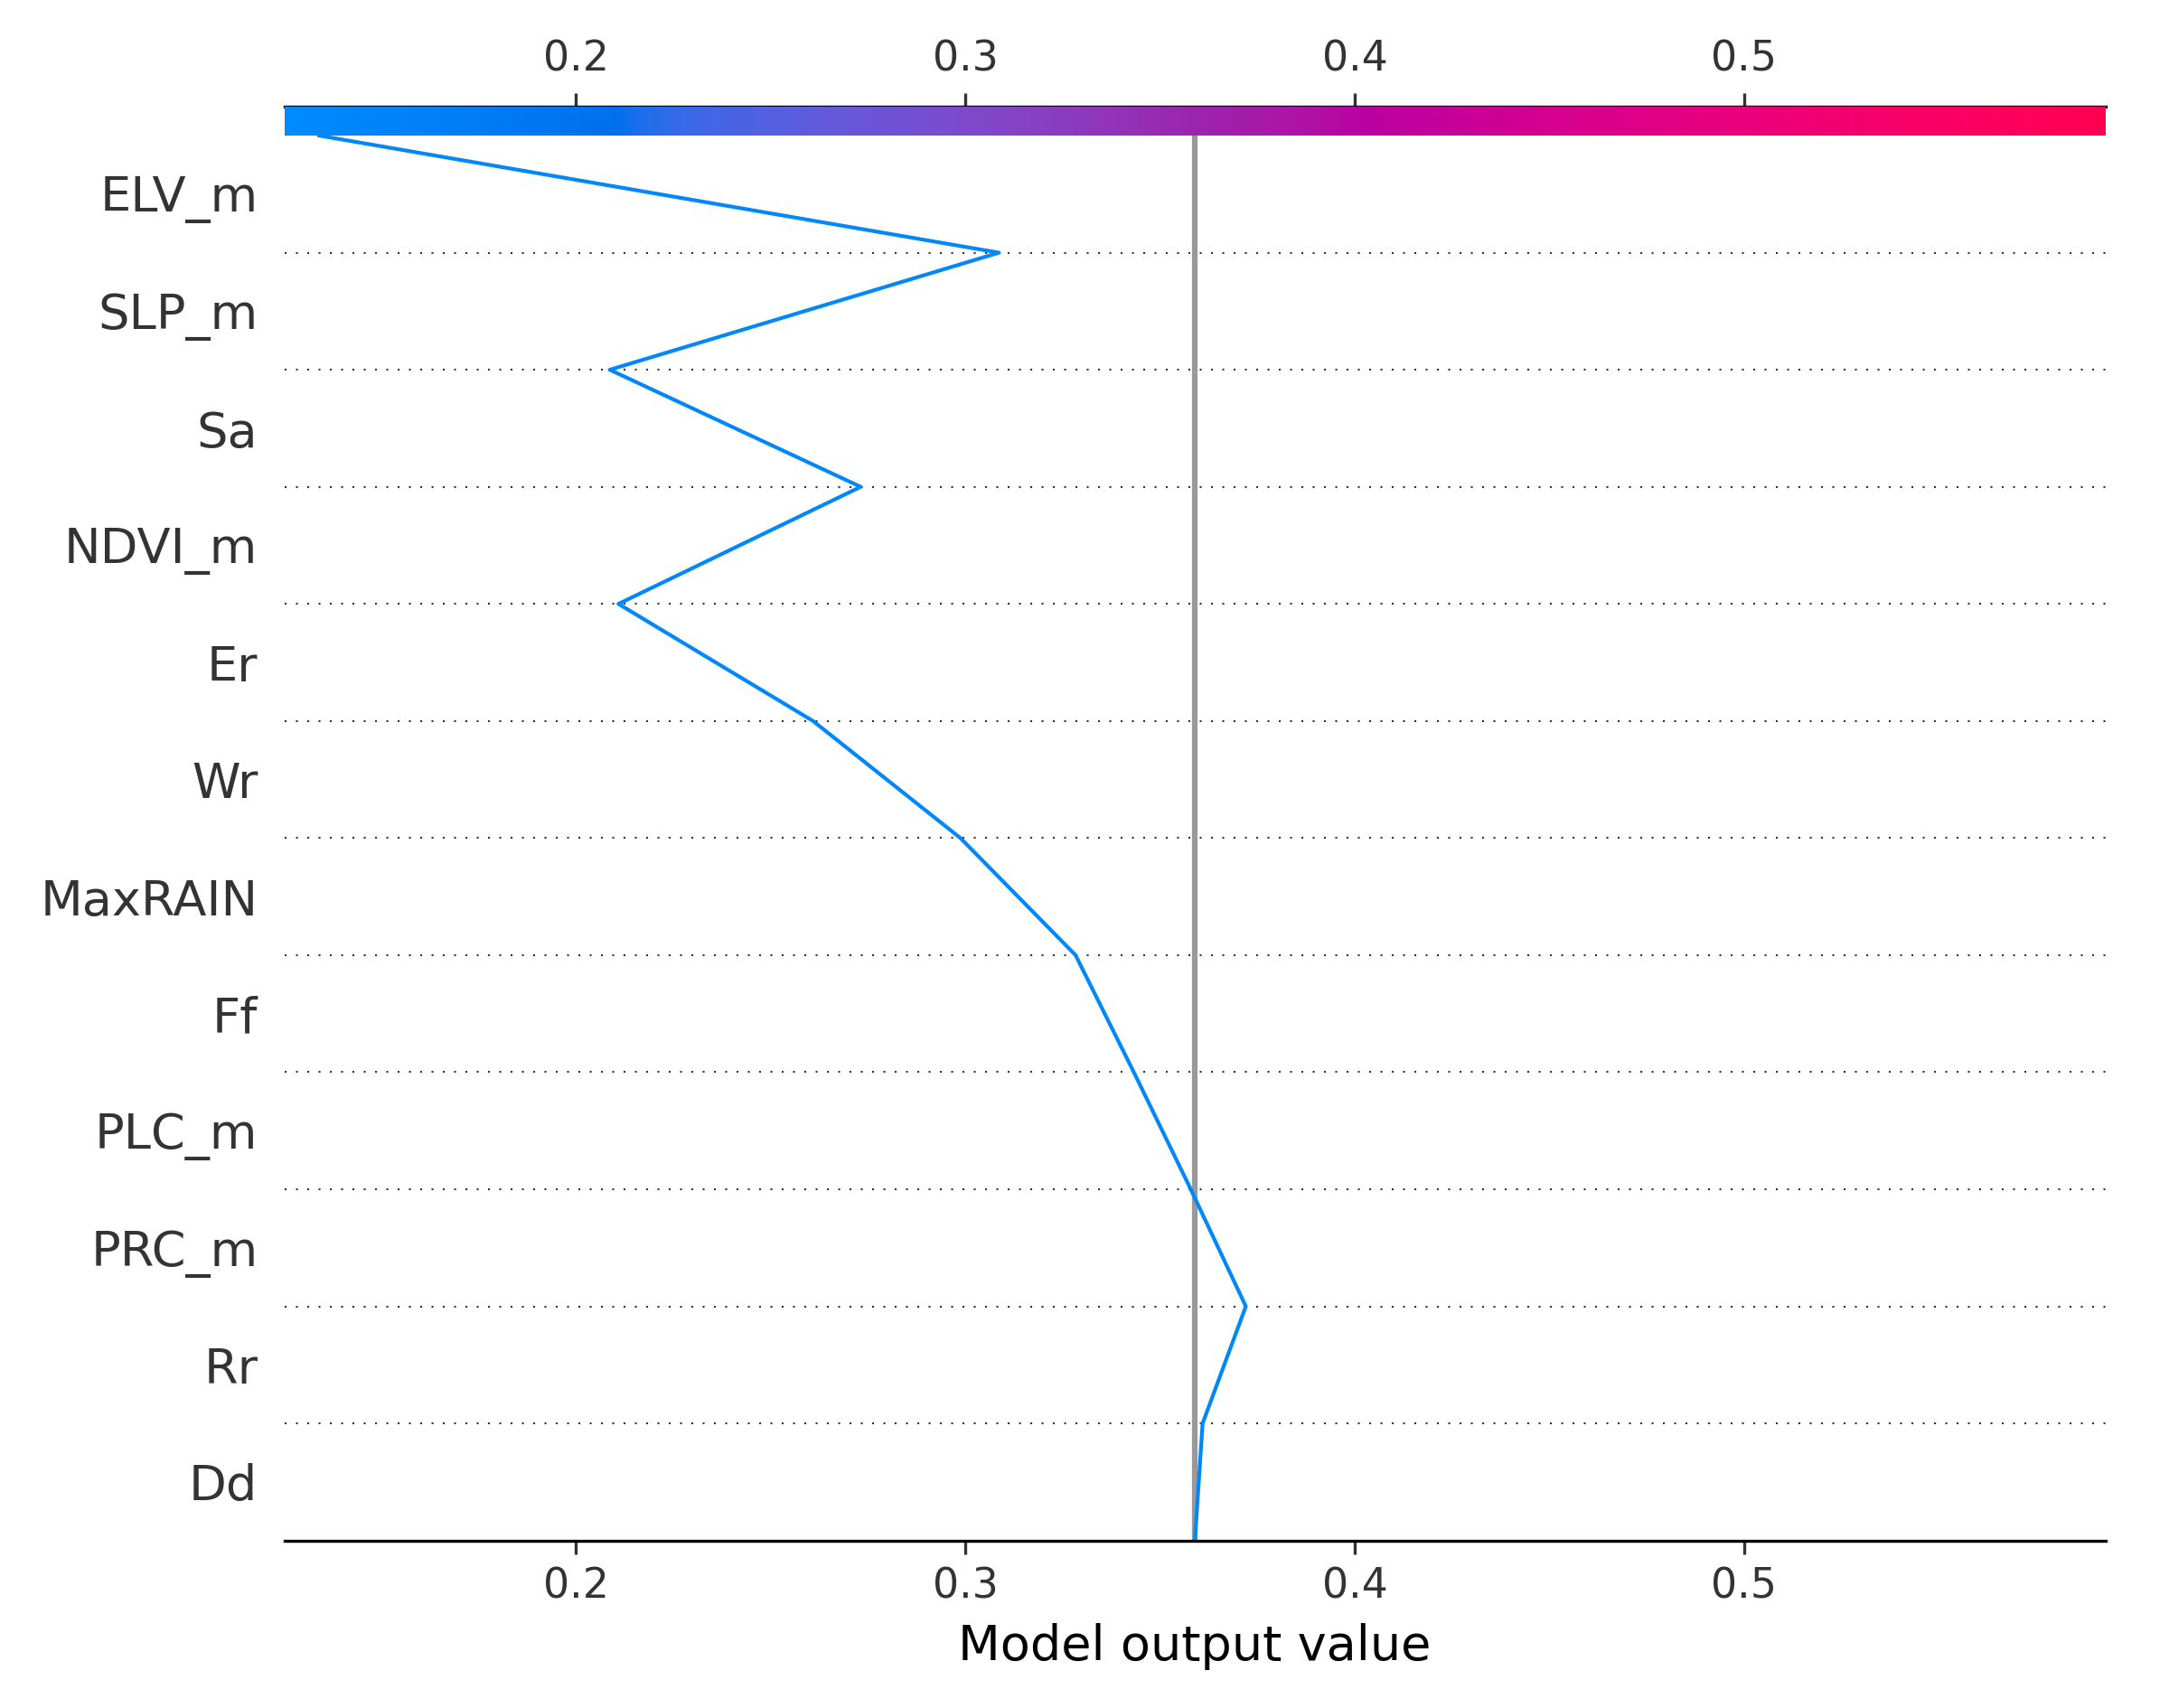 0.2 0.3 0.4 0.5
ELV_m
SLP_m
Sa
NDVI_m
Er
Wr
MaxRAIN
Ff
PLC_m
PRC_m
Rr
Dd
0.2 0.3 0.4 0.5
Model output value